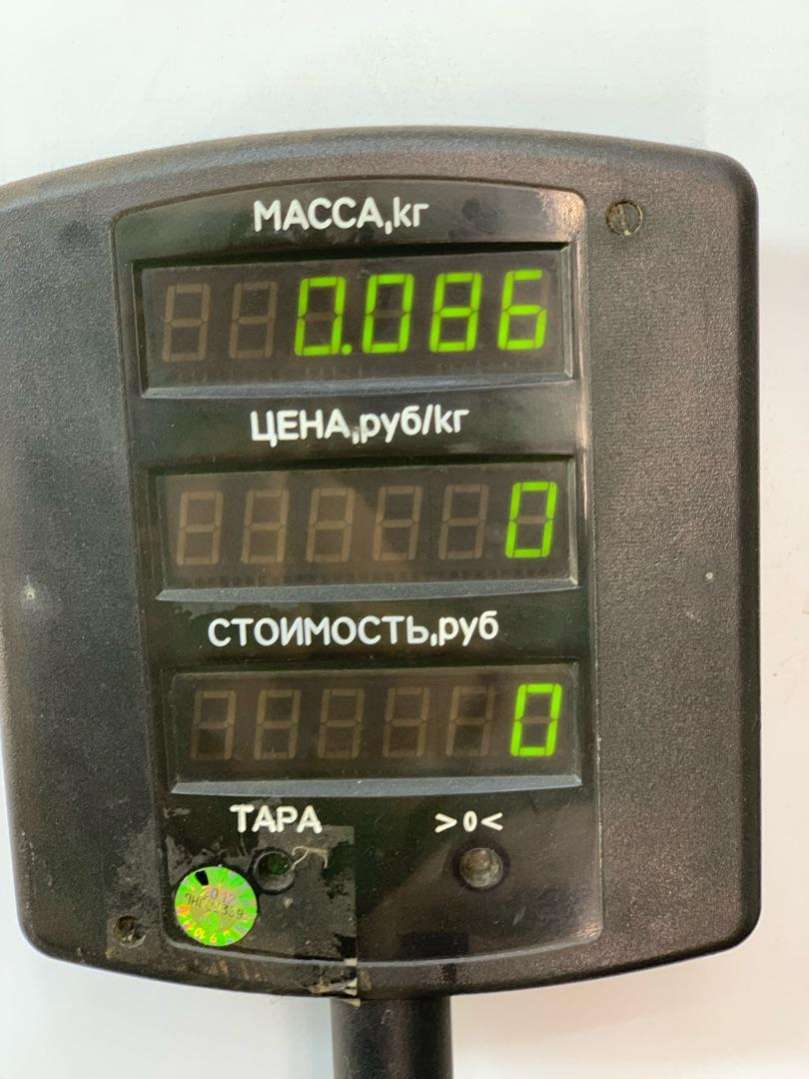 МАССА,кг
0.086
ЦЕНА,руб/кг
0
СТОИМОСТЬ,руб
0
ТАРА >0<